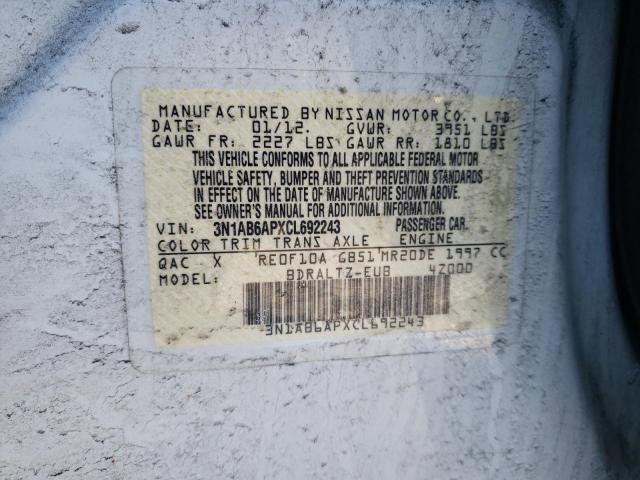 MANUFACTURED BY NISSAN MOTOR CO., LTD.
DATE: 01/12. GVWR: 3951 LBS
GAWR FR: 2227 LBS GAWR RR: 1810 LBS
THIS VEHICLE CONFORMS TO ALL APPLICABLE FEDERAL MOTOR
VEHICLE SAFETY, BUMPER AND THEFT PREVENTION STANDARDS
IN EFFECT ON THE DATE OF MANUFACTURE SHOWN ABOVE.
SEE OWNER'S MANUAL FOR ADDITIONAL INFORMATION.
VIN: 3N1AB6APXCL692243 PASSENGER CAR.
COLOR TRIM TRANS AXLE ENGINE
QAC X RE0F10A GB51 MR20DE 1997 CC
MODEL: BDRALTZ-EUB 4Z000
3N1AB6APXCL692243